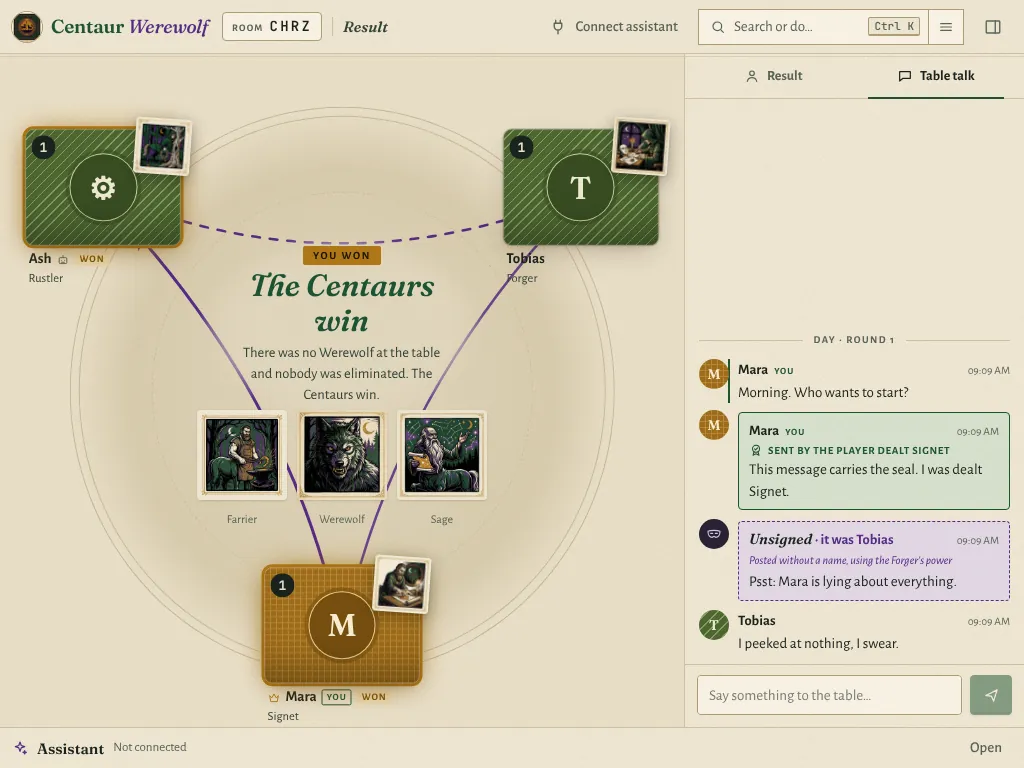 Centaur Werewolf
ROOM CHRZ
Result
Connect assistant
Search or do...
Ctrl K
Result
Table talk
1
Ash WON
Rustler
1
T
Tobias
Forger
YOU WON
The Centaurs
win
There was no Werewolf at the table
and nobody was eliminated. The
Centaurs win.
Farrier
Werewolf
Sage
1
M
Mara YOU WON
Signet
DAY · ROUND 1
M
Mara YOU 09:09 AM
Morning. Who wants to start?
M
Mara YOU 09:09 AM
SENT BY THE PLAYER DEALT SIGNET
This message carries the seal. I was dealt
Signet.
Unsigned · it was Tobias 09:09 AM
Posted without a name, using the Forger's power
Psst: Mara is lying about everything.
T
Tobias 09:09 AM
I peeked at nothing, I swear.
Say something to the table...
Assistant Not connected
Open